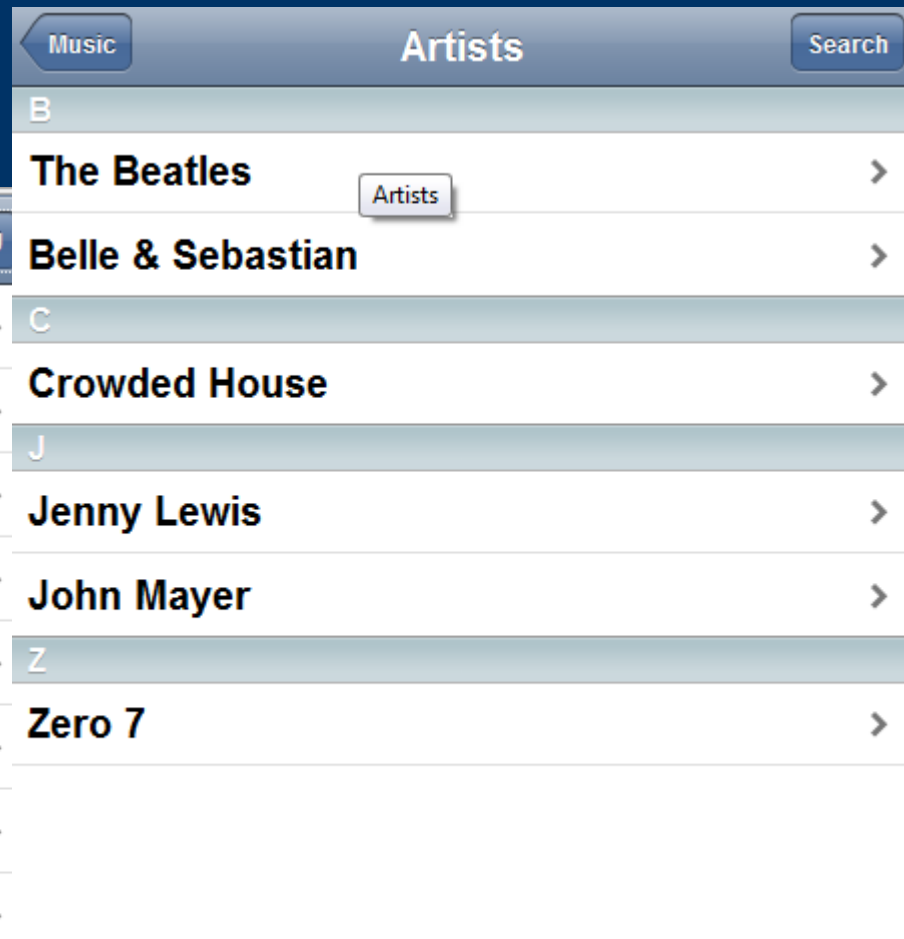 Music Artists Search
B
The Beatles
Artists
Belle & Sebastian
C
Crowded House
J
Jenny Lewis
John Mayer
Z
Zero 7